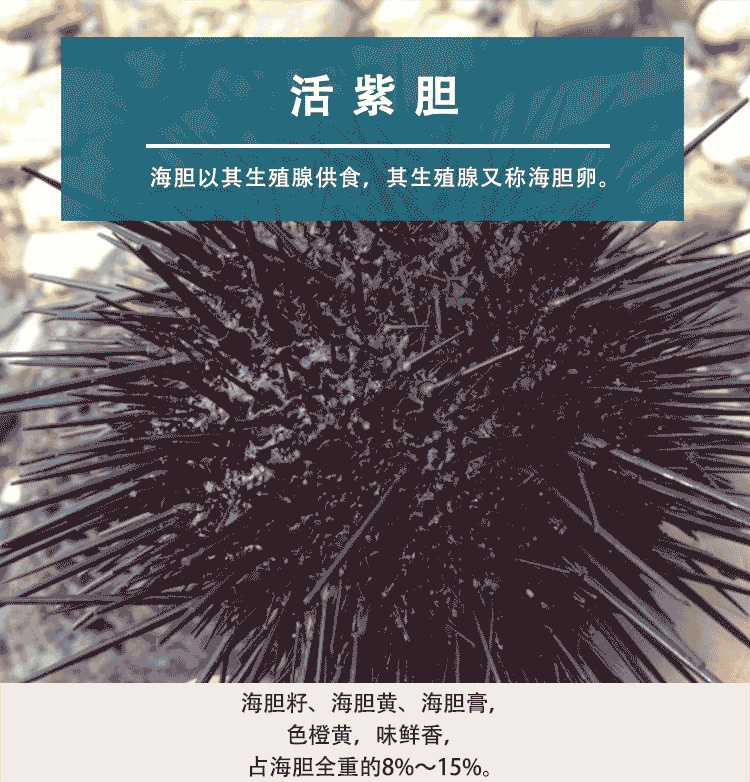 活紫胆
海胆以其生殖腺供食，其生殖腺又称海胆卵。
海胆籽、海胆黄、海胆膏，
色橙黄，味鲜香，
占海胆全重的8%～15%。